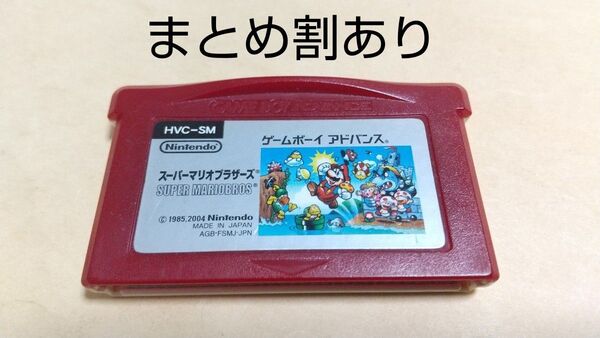 まとめ割あり
GAME BOY ADVANCE
HVC-SM
Nintendo
ゲームボーイ アドバンス®
スーパーマリオブラザーズ®
SUPER MARIOBROS®
© 1985,2004 Nintendo
MADE IN JAPAN
AGB-FSMJ-JPN